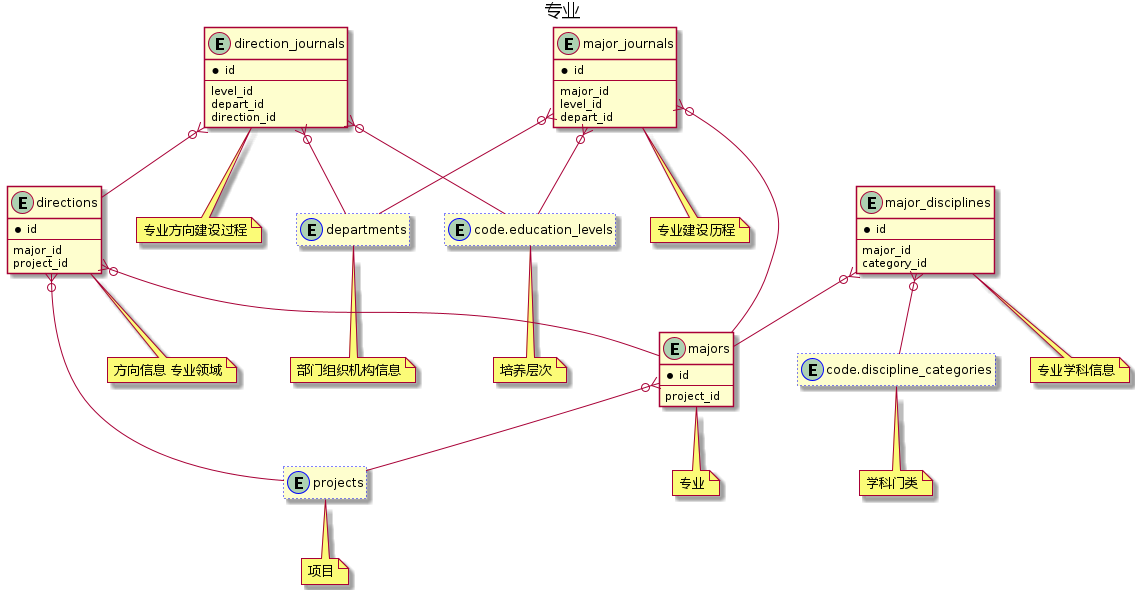 专业
E direction_journals
id
level_id
depart_id
direction_id
E major_journals
id
major_id
level_id
depart_id
E directions
id
major_id
project_id
专业方向建设过程
E departments
E code.education_levels
专业建设历程
E major_disciplines
id
major_id
category_id
方向信息 专业领域
部门组织机构信息
培养层次
E majors
id
project_id
E code.discipline_categories
专业学科信息
E projects
专业
学科门类
项目